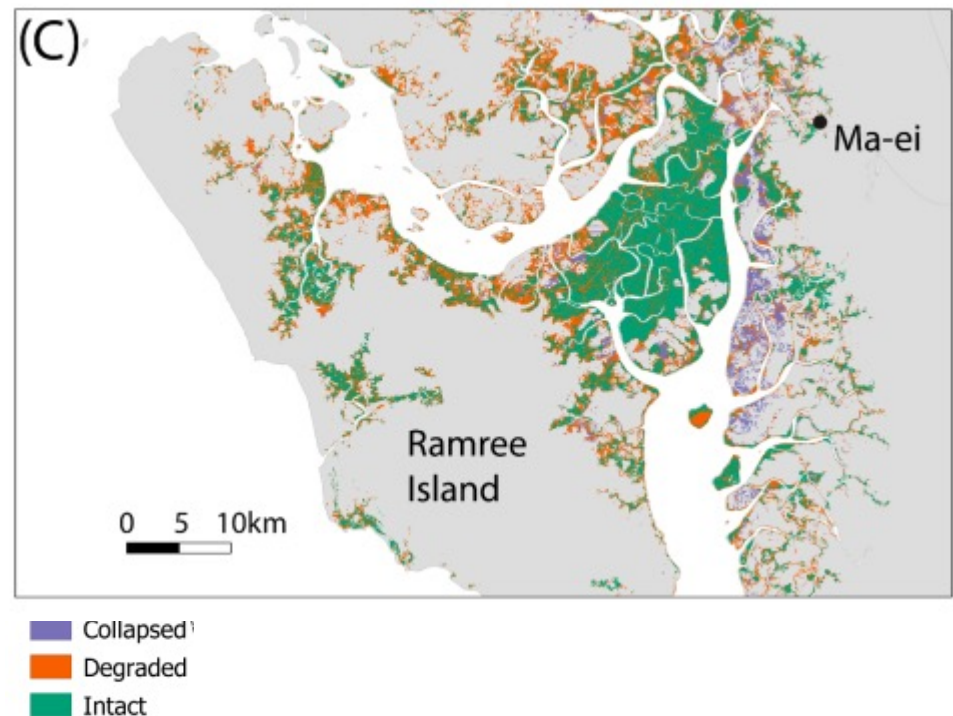 (C)
Ma-ei
Ramree
Island
0 5 10km
Collapsed
Degraded
Intact